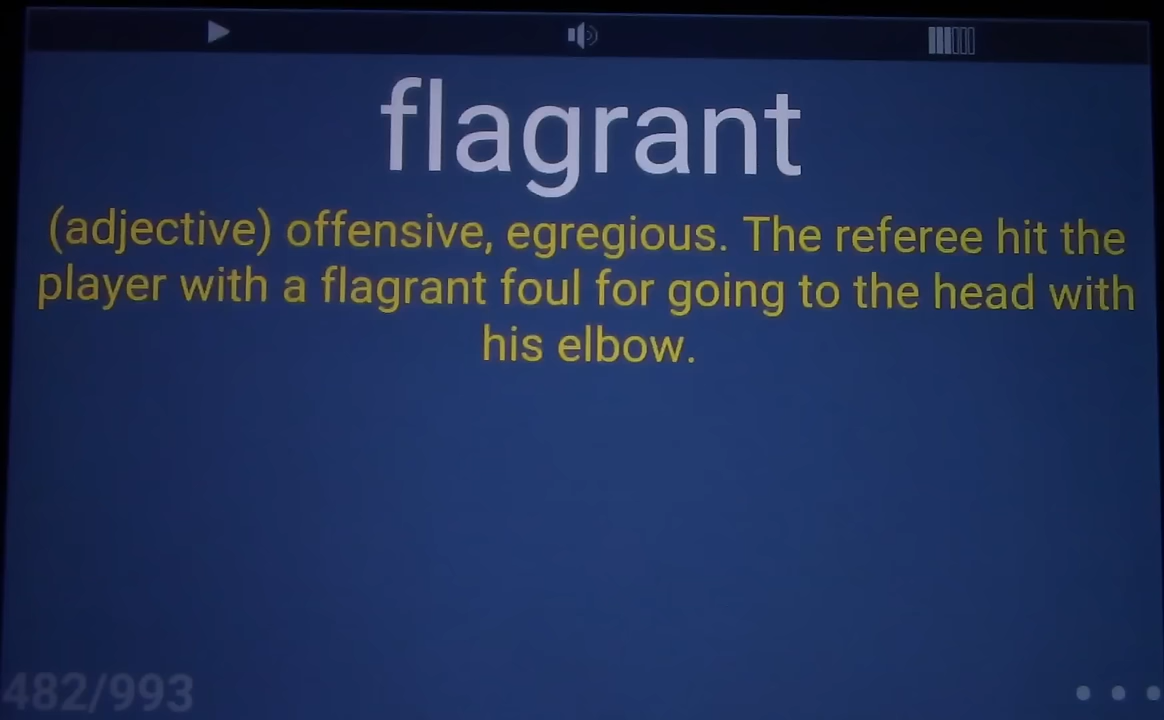 flagrant
(adjective) offensive, egregious. The referee hit the
player with a flagrant foul for going to the head with
his elbow.
482/993